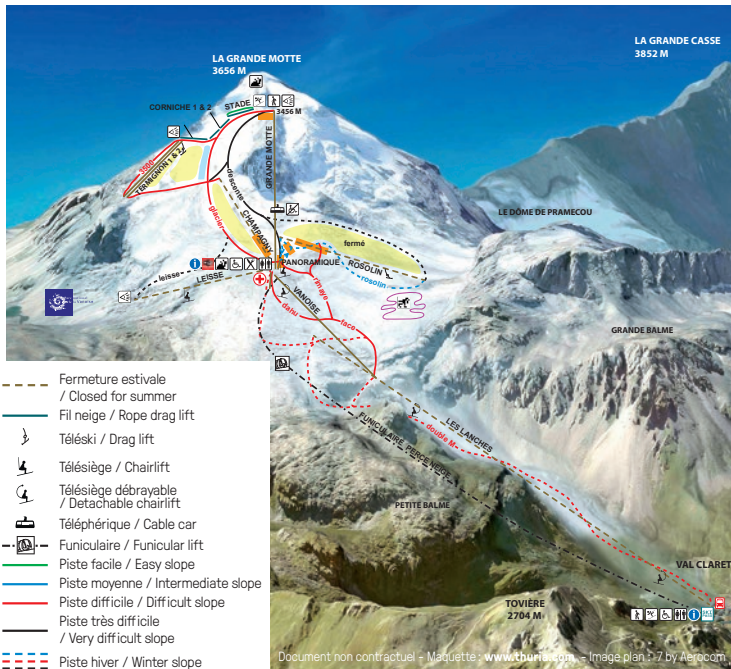 LA GRANDE MOTTE
3656 M
LA GRANDE CASSE
3852 M
CORNICHE 1 & 2
STADE
3456 M
3000
TERMIGNON 1 & 2
GRANDE MOTTE
descente
glacier
CHAMPAGNY
LE DÔME DE PRAMECOU
fermé
PANORAMIQUE
ROSOLIN
rosolin
leisse
LEISSE
VANOISE
dahu
face
GRANDE BALME
LES LANCHES
double M
FUNICULAIRE PERCE NEIGE
PETITE BALME
VAL CLARET
TOVIÈRE
2704 M
Fermeture estivale
/ Closed for summer
Fil neige / Rope drag lift
Téléski / Drag lift
Télésiège / Chairlift
Télésiège débrayable
/ Detachable chairlift
Téléphérique / Cable car
Funiculaire / Funicular lift
Piste facile / Easy slope
Piste moyenne / Intermediate slope
Piste difficile / Difficult slope
Piste très difficile
/ Very difficult slope
Piste hiver / Winter slope
Document non contractuel - Maquette : www.thuria.com - Image plan : 7 by Aerocom